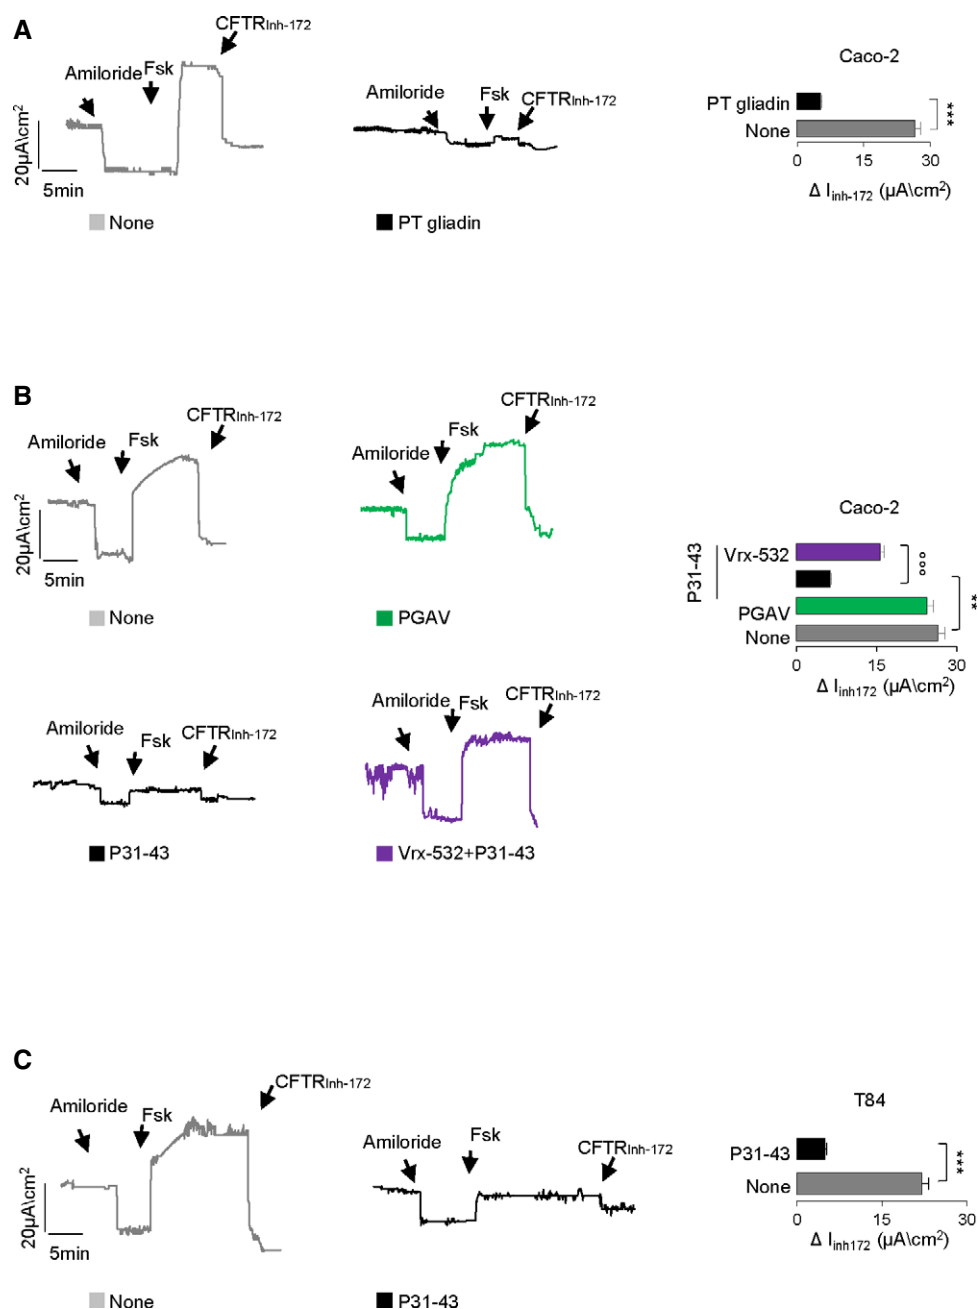 A
CFTRInh-172
Amiloride
Fsk
20µA\cm2
5min
None
Amiloride
Fsk
CFTRInh-172
PT gliadin
Caco-2
PT gliadin
None
***
0
30
Δ Iinh-172 (µA\cm2)
B
CFTRInh-172
Amiloride
Fsk
20µA\cm2
5min
None
CFTRInh-172
Fsk
Amiloride
PGAV
Amiloride
Fsk
CFTRInh-172
P31-43
Amiloride
Fsk
CFTRInh-172
Vrx-532+P31-43
Caco-2
P31-43
Vrx-532
PGAV
None
°°°
**
0
15
30
Δ Iinh172 (µA\cm2)
C
CFTRInh-172
Amiloride
Fsk
20µA\cm2
5min
None
Amiloride
Fsk
CFTRInh-172
P31-43
T84
P31-43
None
***
0
15
30
Δ Iinh172 (µA\cm2)